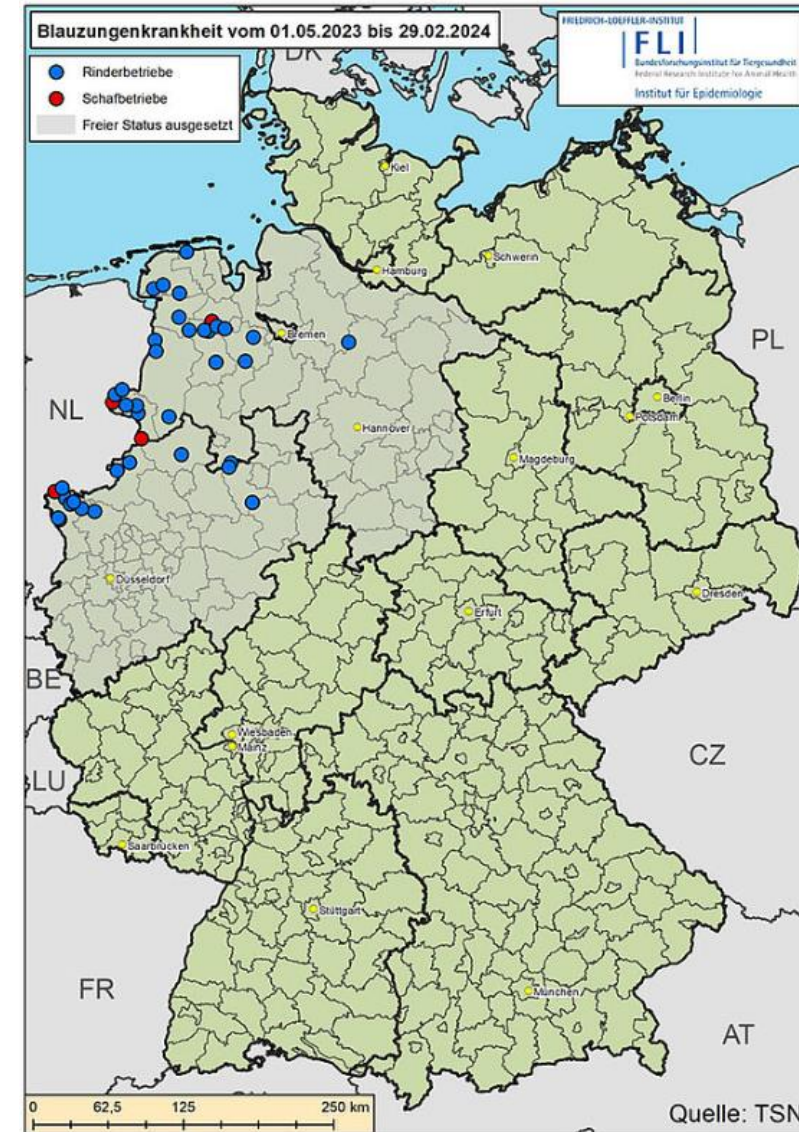 Blauzungenkrankheit vom 01.05.2023 bis 29.02.2024
FRIEDRICH-LOEFFLER-INSTITUT
FLI
Bundesforschungsinstitut für Tiergesundheit
Federal Research Institute for Animal Health
Institut für Epidemiologie
Rinderbetriebe
Schafbetriebe
Freier Status ausgesetzt
DK
Kiel
Schwerin
Hamburg
Bremen
PL
NL
Berlin
Potsdam
Hannover
Magdeburg
Düsseldorf
Dresden
Erfurt
BE
Wiesbaden
Mainz
CZ
LU
Saarbrücken
Stuttgart
FR
München
AT
0 62,5 125 250 km
Quelle: TSN